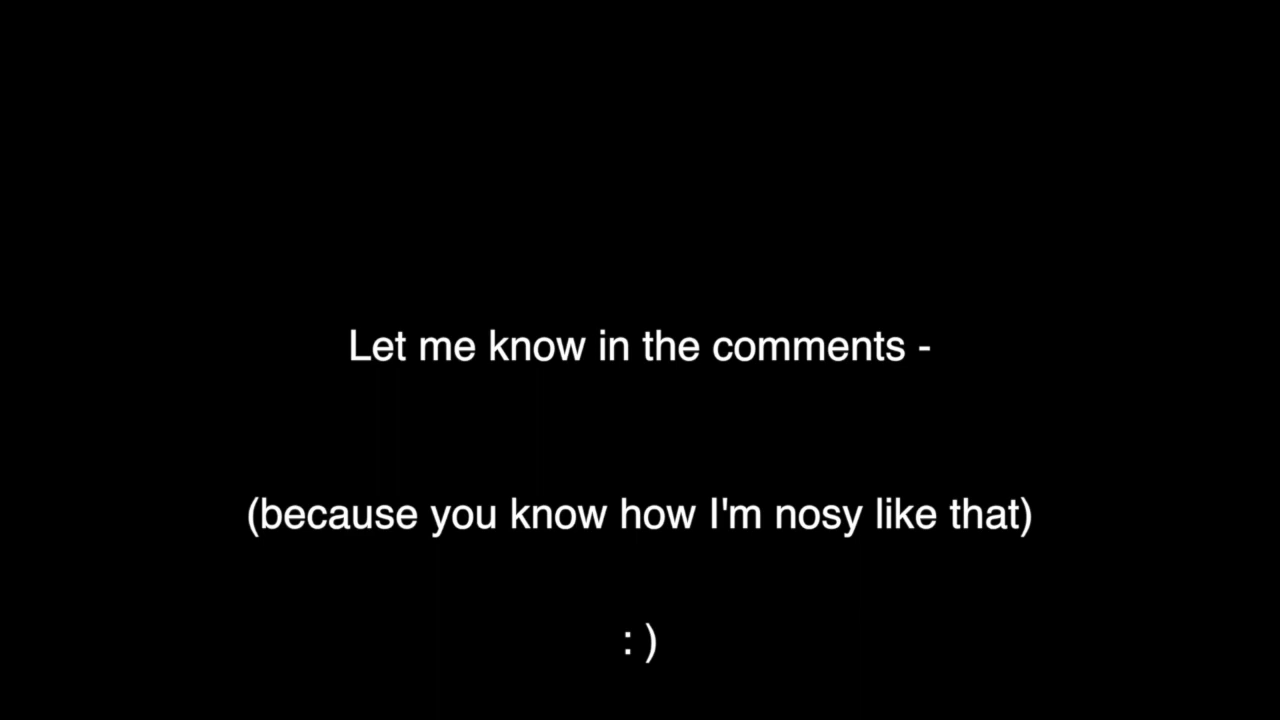 Let me know in the comments -
(because you know how I'm nosy like that)
: )